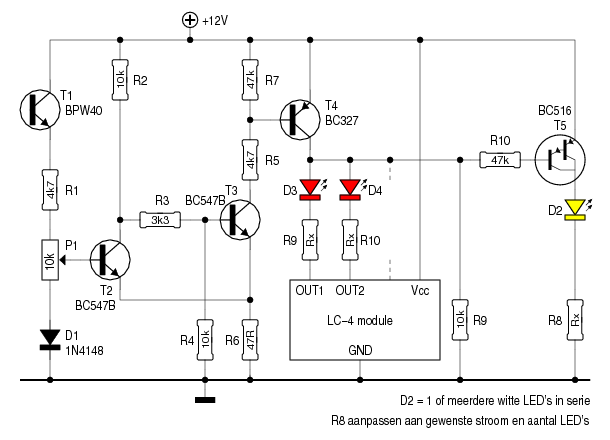 +12V
T1
BPW40
10k
R2
47k
R7
T4
BC327
BC516
T5
R10
47k
4k7
R1
R3
3k3
BC547B
T3
4k7
R5
D3
D4
D2
P1
10k
T2
BC547B
R9
Rx
Rx
R10
OUT1
OUT2
Vcc
LC-4 module
GND
D1
1N4148
R4
10k
R6
47R
10k
R9
R8
Rx
D2 = 1 of meerdere witte LED's in serie
R8 aanpassen aan gewenste stroom en aantal LED's